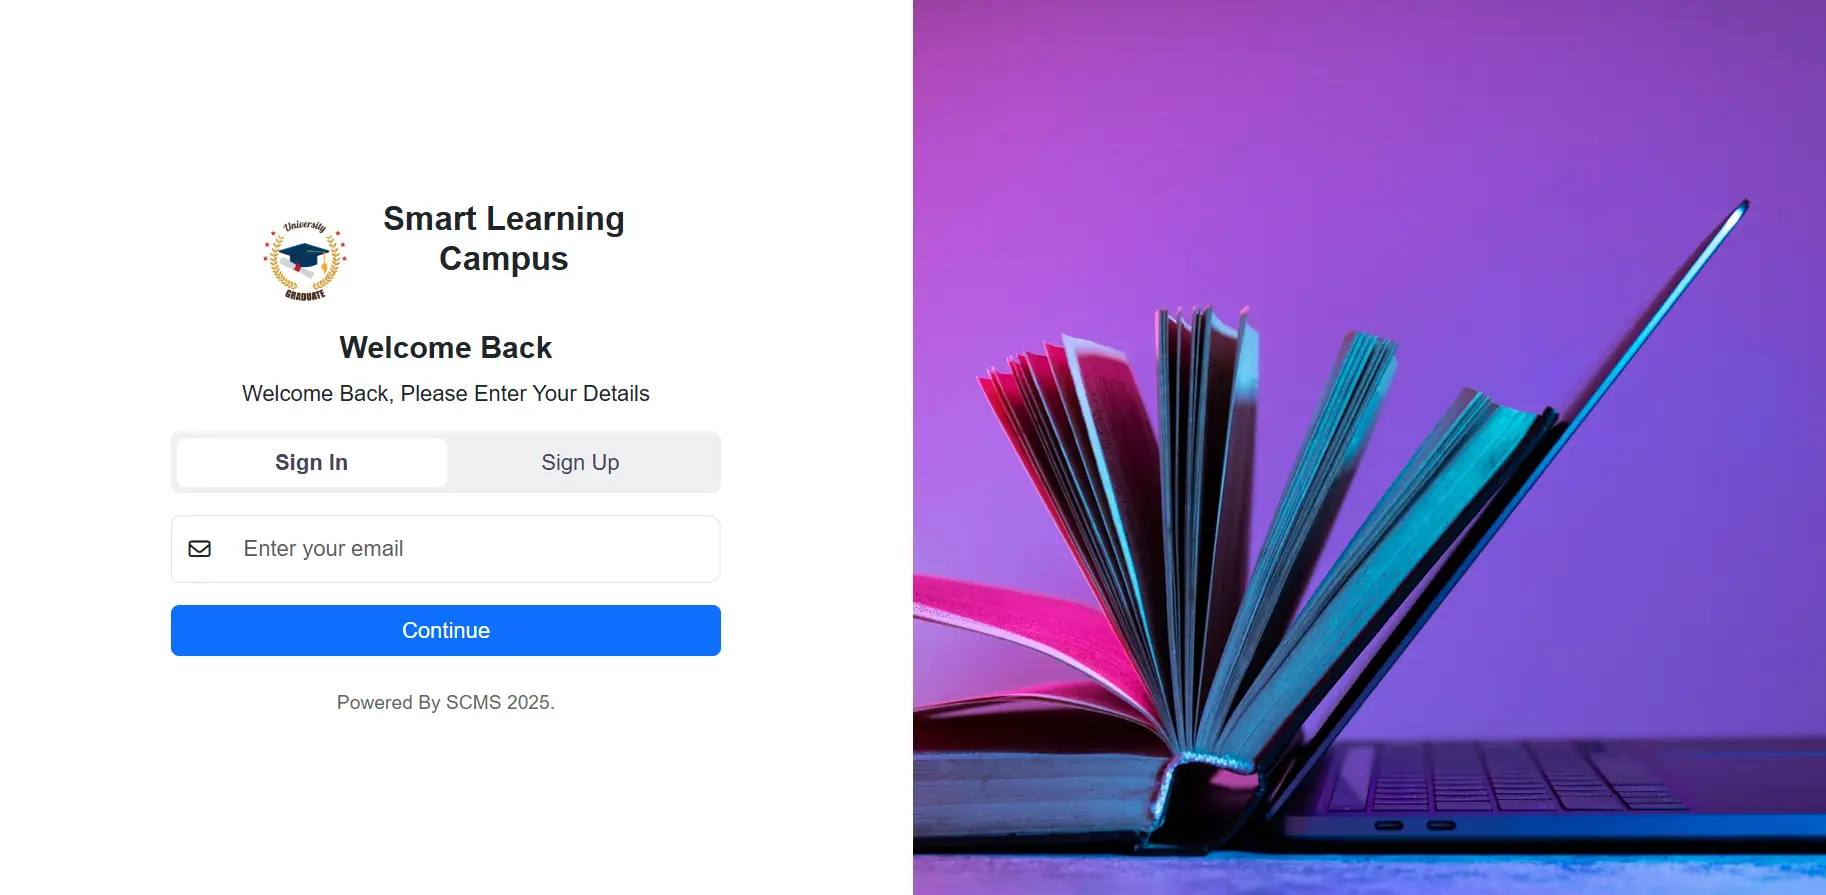 University
GRADUATE
Smart Learning
Campus
Welcome Back
Welcome Back, Please Enter Your Details
Sign In
Sign Up
Enter your email
Continue
Powered By SCMS 2025.